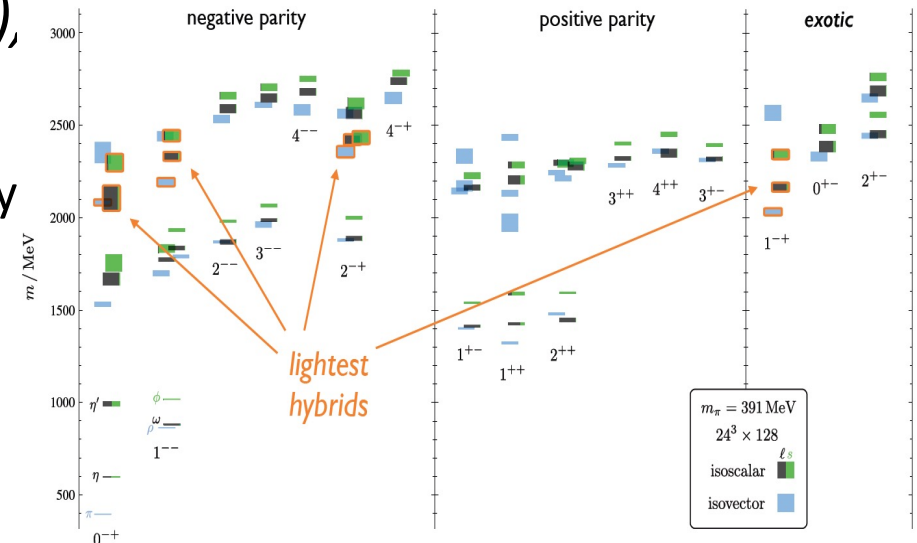 ),
y
negative parity
positive parity
exotic
m / MeV
3000
2500
2000
1500
1000
500
4⁻⁻
4⁻⁺
2⁻⁻
3⁻⁻
2⁻⁺
3⁺⁺
4⁺⁺
3⁺⁻
0⁺⁻
2⁺⁻
1⁻⁺
1⁺⁻
1⁺⁺
2⁺⁺
lightest
hybrids
η′
ϕ
ω
ρ
1⁻⁻
η
π
0⁻⁺
m_π = 391 MeV
24³ × 128
ℓ s
isoscalar
isovector